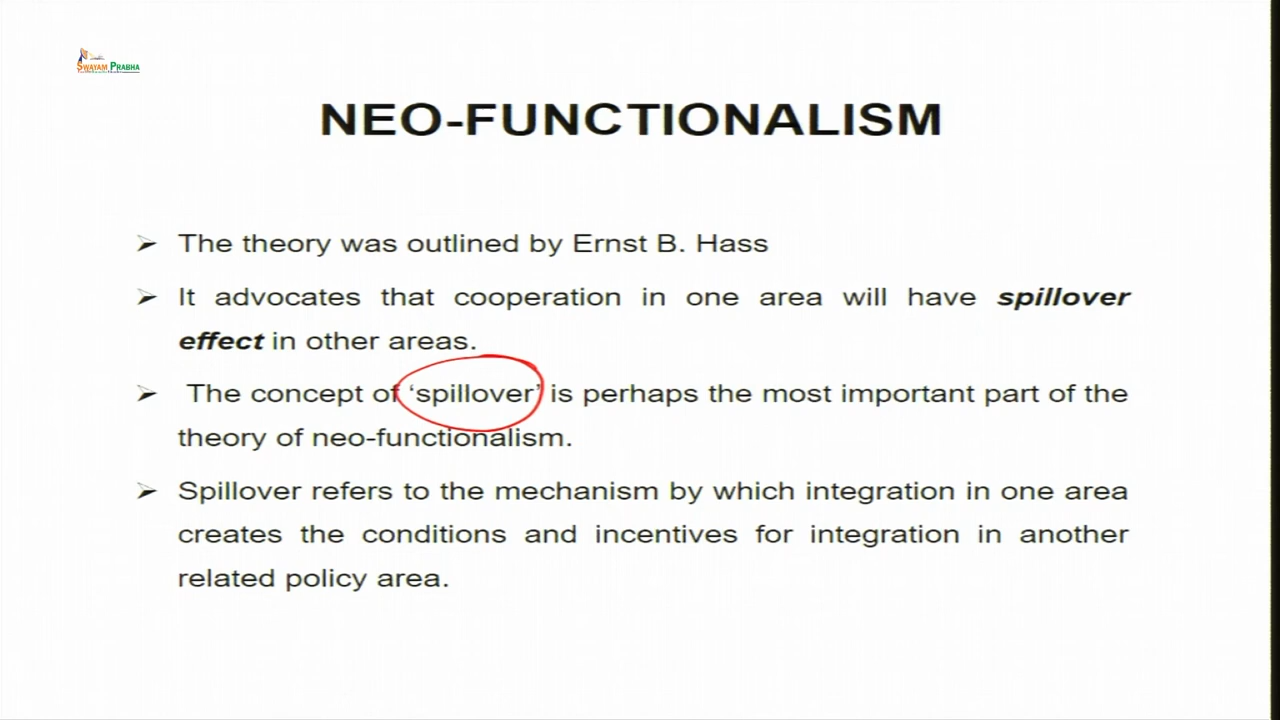 SWAYAM PRABHA
NEO-FUNCTIONALISM
➢ The theory was outlined by Ernst B. Hass
➢ It advocates that cooperation in one area will have spillover
effect in other areas.
➢ The concept of ‘spillover’ is perhaps the most important part of the
theory of neo-functionalism.
➢ Spillover refers to the mechanism by which integration in one area
creates the conditions and incentives for integration in another
related policy area.